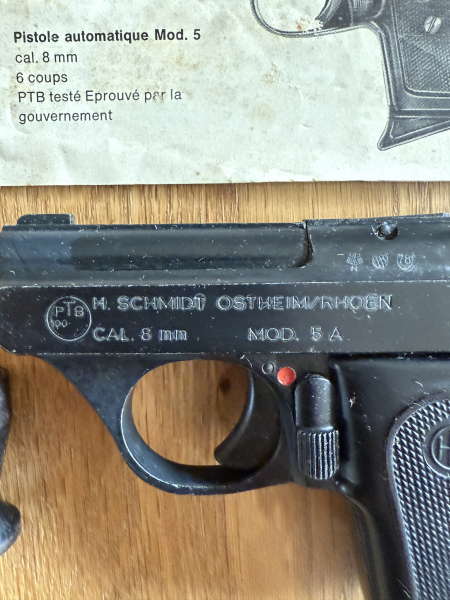 Pistole automatique Mod. 5
cal. 8 mm
6 coups
PTB testé Eprouvé par la
gouvernement
PTB
H. SCHMIDT OSTHEIM/RHOEN
CAL. 8 mm MOD. 5 A